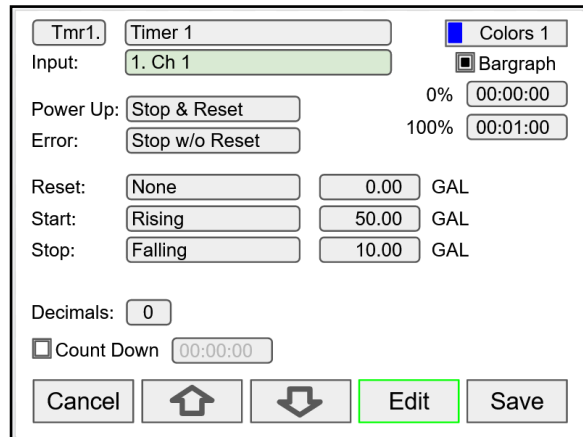 Tmr1. Timer 1 Colors 1
Input: 1. Ch 1 Bargraph
0% 00:00:00
Power Up: Stop & Reset
100% 00:01:00
Error: Stop w/o Reset
Reset: None 0.00 GAL
Start: Rising 50.00 GAL
Stop: Falling 10.00 GAL
Decimals: 0
Count Down 00:00:00
Cancel Edit Save